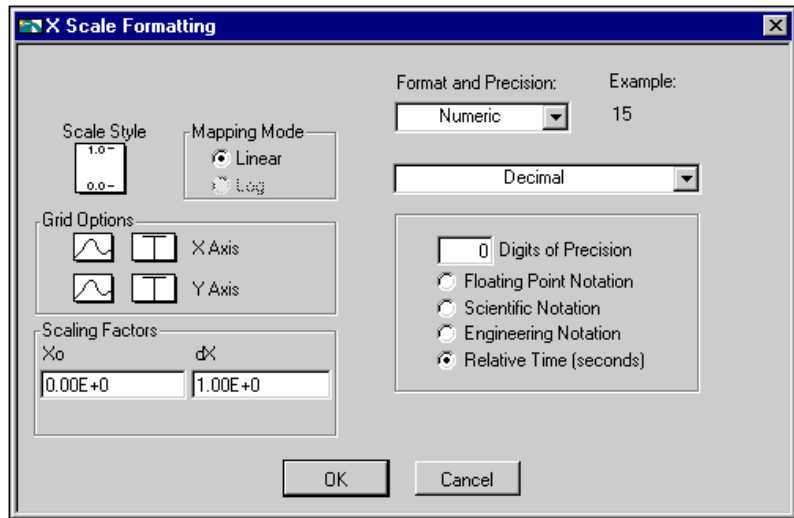 X Scale Formatting
Format and Precision:
Example:
Numeric
15
Scale Style
1.0
0.0
Mapping Mode
Linear
Log
Decimal
Grid Options
X Axis
Y Axis
0 Digits of Precision
Floating Point Notation
Scientific Notation
Engineering Notation
Relative Time (seconds)
Scaling Factors
Xo
dX
0.00E+0
1.00E+0
OK
Cancel